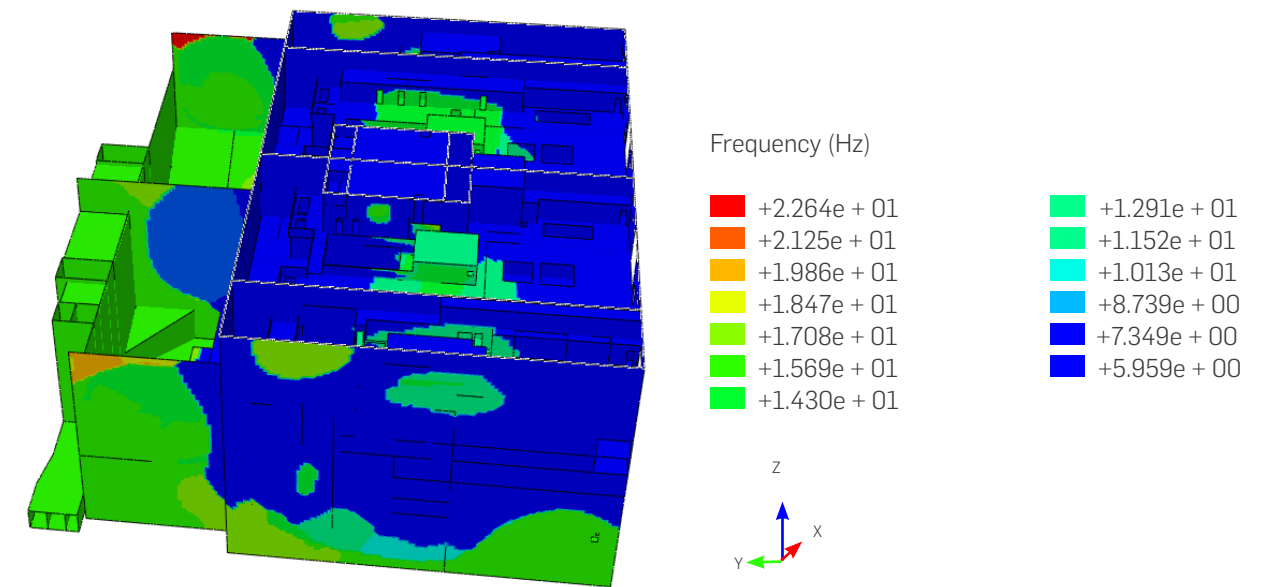 Frequency (Hz)
+2.264e + 01
+2.125e + 01
+1.986e + 01
+1.847e + 01
+1.708e + 01
+1.569e + 01
+1.430e + 01
+1.291e + 01
+1.152e + 01
+1.013e + 01
+8.739e + 00
+7.349e + 00
+5.959e + 00
Z
X
Y